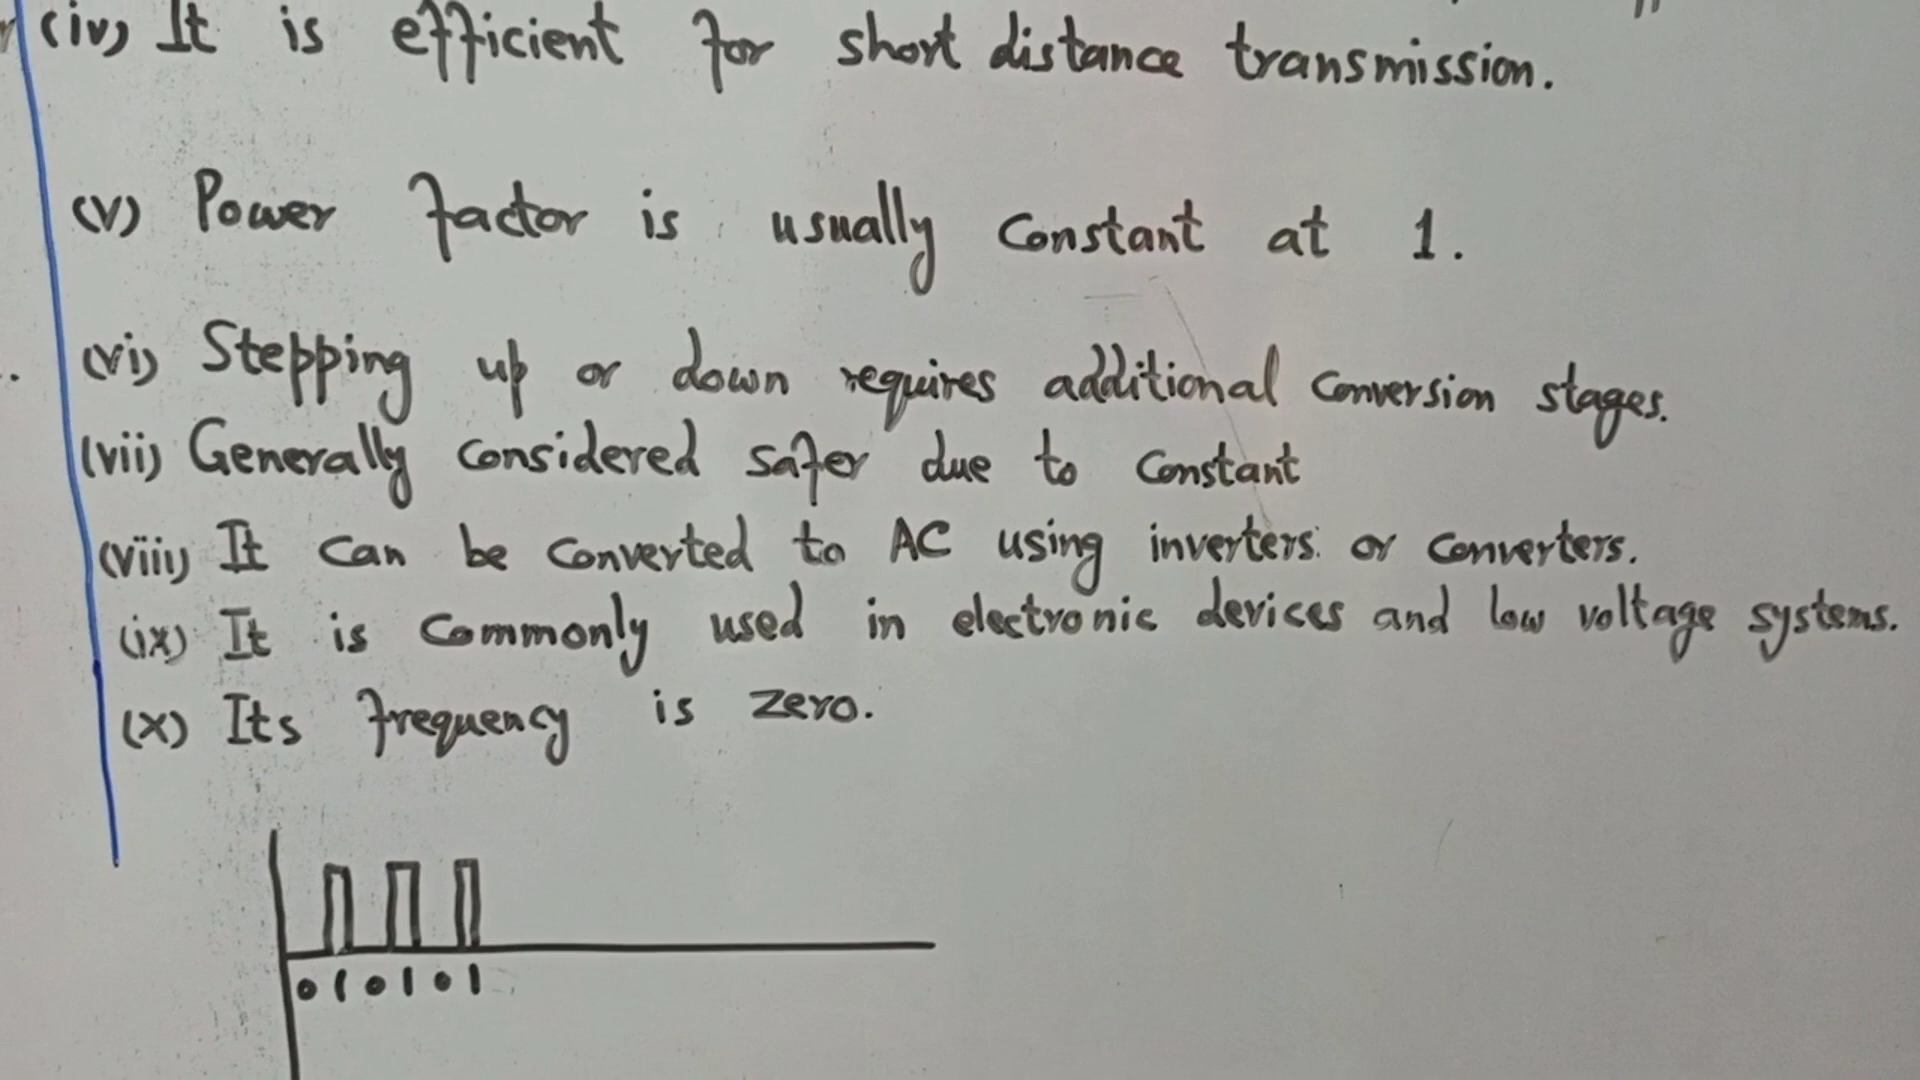 (iv) It is efficient for short distance transmission.
(v) Power factor is usually constant at 1.
(vi) Stepping up or down requires additional conversion stages.
(vii) Generally considered safer due to constant
(viii) It can be converted to AC using inverters or converters.
(ix) It is commonly used in electronic devices and low voltage systems.
(x) Its frequency is zero.
0 1 0 1 0 1